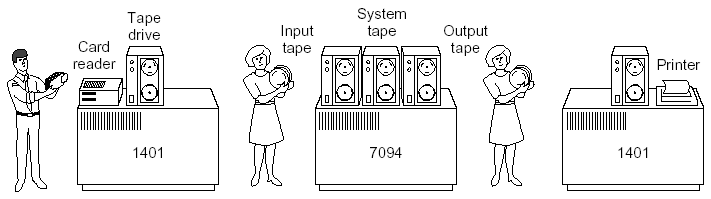 Card
reader
Tape
drive
Input
tape
System
tape
Output
tape
Printer
1401
7094
1401